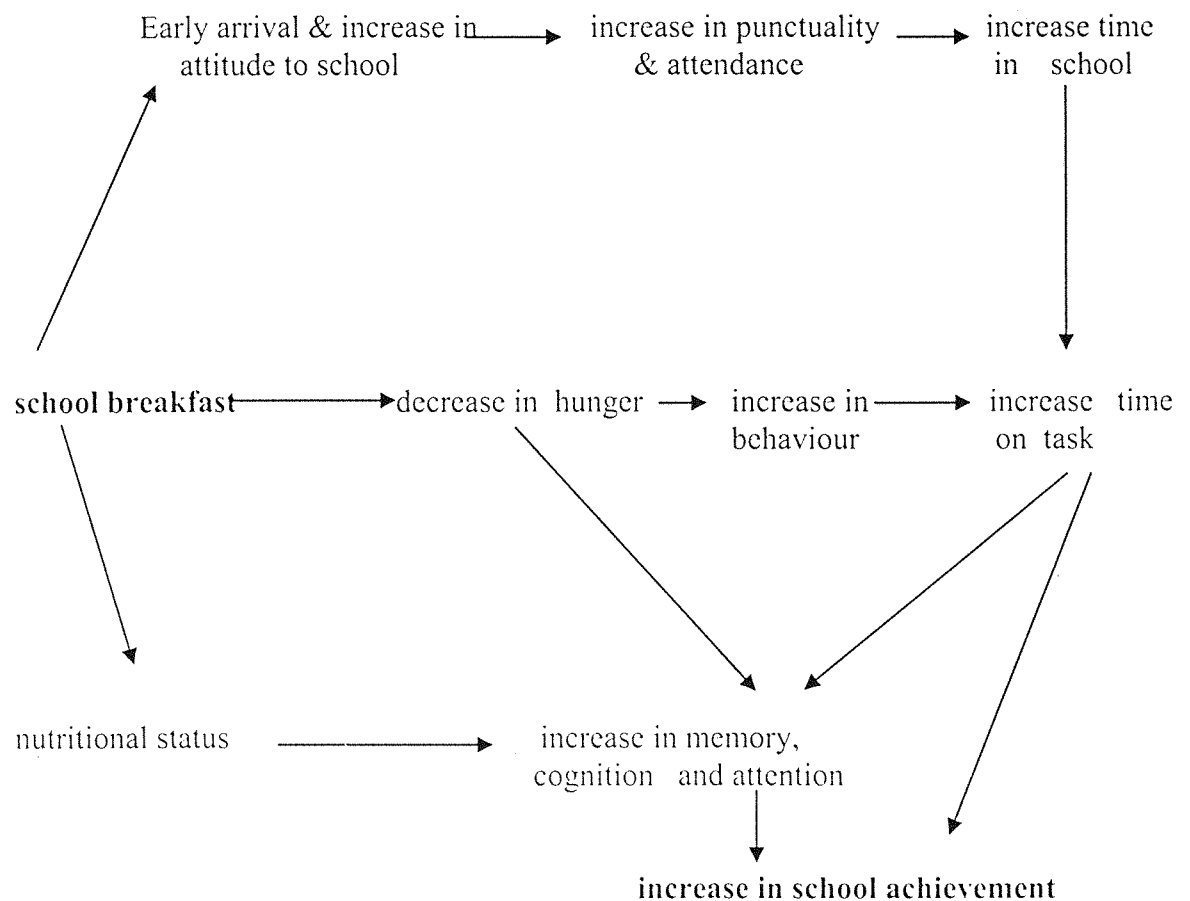 Early arrival & increase in
attitude to school
increase in punctuality
& attendance
increase time
in school
school breakfast
decrease in hunger
increase in
behaviour
increase time
on task
nutritional status
increase in memory,
cognition and attention
increase in school achievement